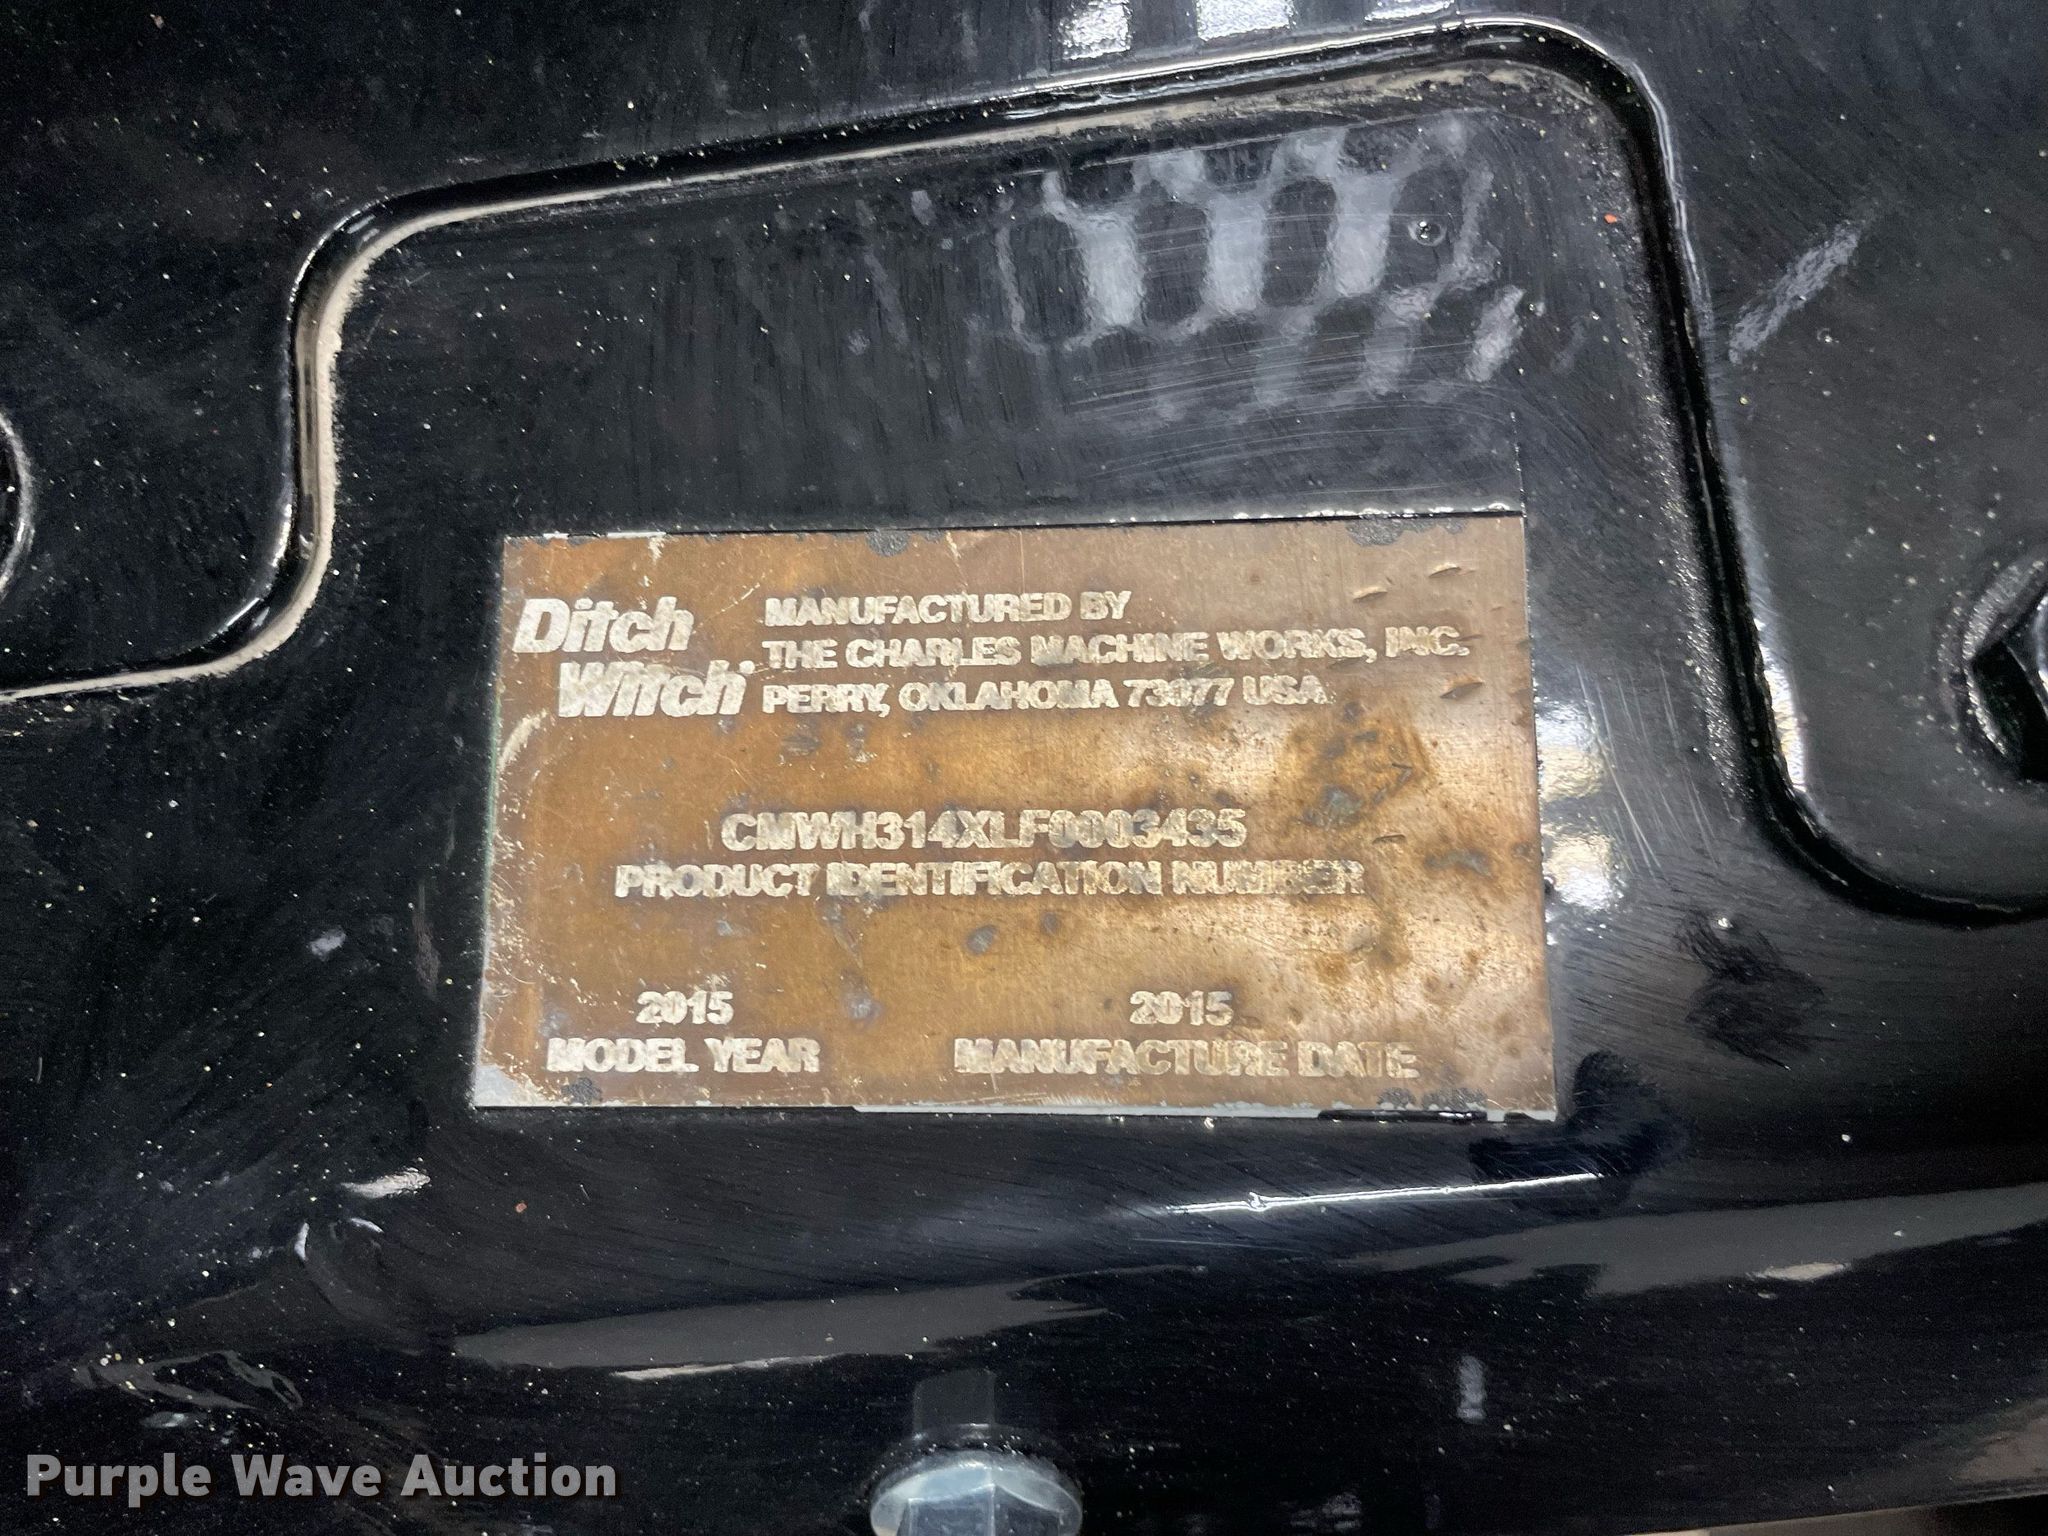 Ditch
Witch
MANUFACTURED BY
THE CHARLES MACHINE WORKS, INC.
PERRY, OKLAHOMA 73077 USA
CMWH314XLF0003435
PRODUCT IDENTIFICATION NUMBER
2015
MODEL YEAR
2015
MANUFACTURE DATE
Purple Wave Auction